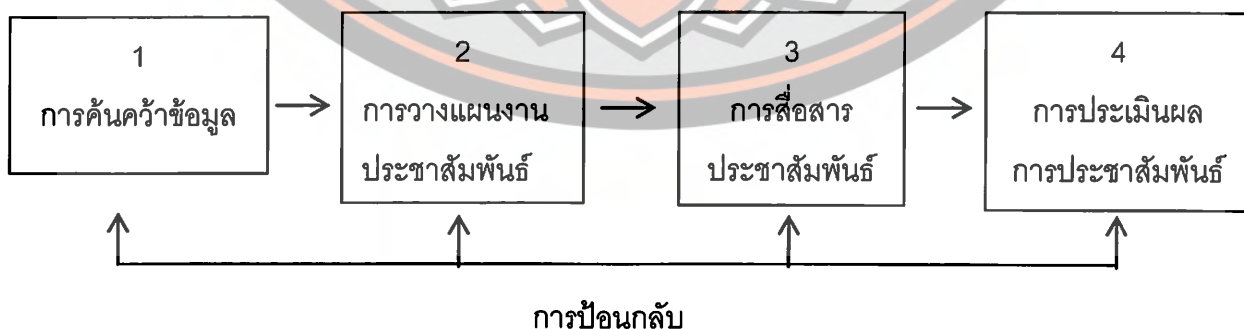 1
การค้นคว้าข้อมูล
2
การวางแผนงาน
ประชาสัมพันธ์
3
การสื่อสาร
ประชาสัมพันธ์
4
การประเมินผล
การประชาสัมพันธ์
การป้อนกลับ